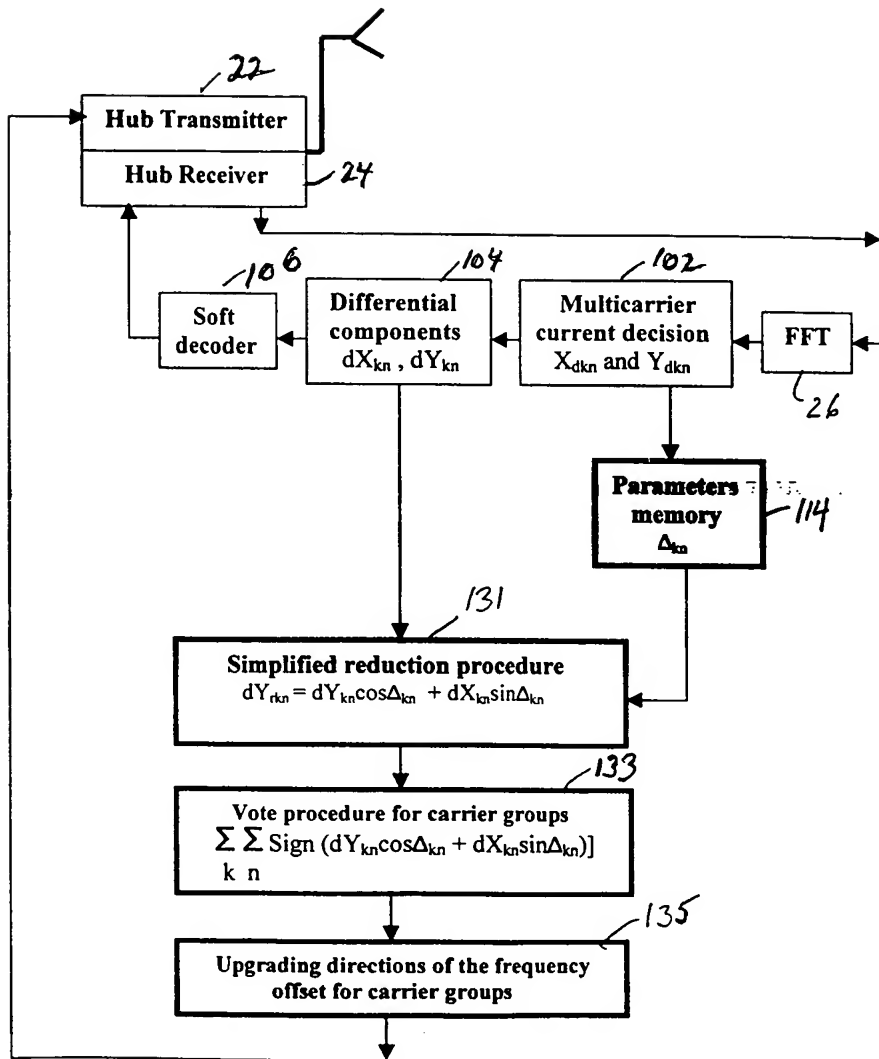 22
Hub Transmitter
Hub Receiver
24
106
104
102
Soft
decoder
Differential
components
dX_kn , dY_kn
Multicarrier
current decision
X_dkn and Y_dkn
FFT
26
Parameters
memory
Δ_kn
114
131
Simplified reduction procedure
dY_rkn = dY_kn cosΔ_kn + dX_kn sinΔ_kn
133
Vote procedure for carrier groups
Σ Σ Sign (dY_kn cosΔ_kn + dX_kn sinΔ_kn)]
k n
135
Upgrading directions of the frequency
offset for carrier groups